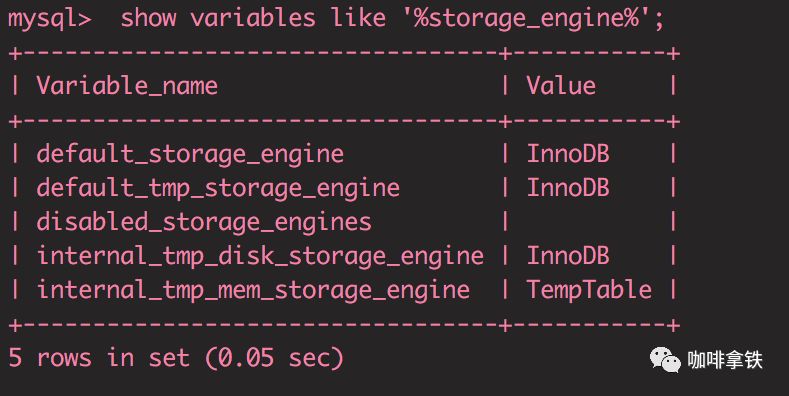 mysql>  show variables like '%storage_engine%';
+----------------------------------+-----------+
| Variable_name                    | Value     |
+----------------------------------+-----------+
| default_storage_engine           | InnoDB    |
| default_tmp_storage_engine       | InnoDB    |
| disabled_storage_engines         |           |
| internal_tmp_disk_storage_engine | InnoDB    |
| internal_tmp_mem_storage_engine  | TempTable |
+----------------------------------+-----------+
5 rows in set (0.05 sec)
咖啡拿铁